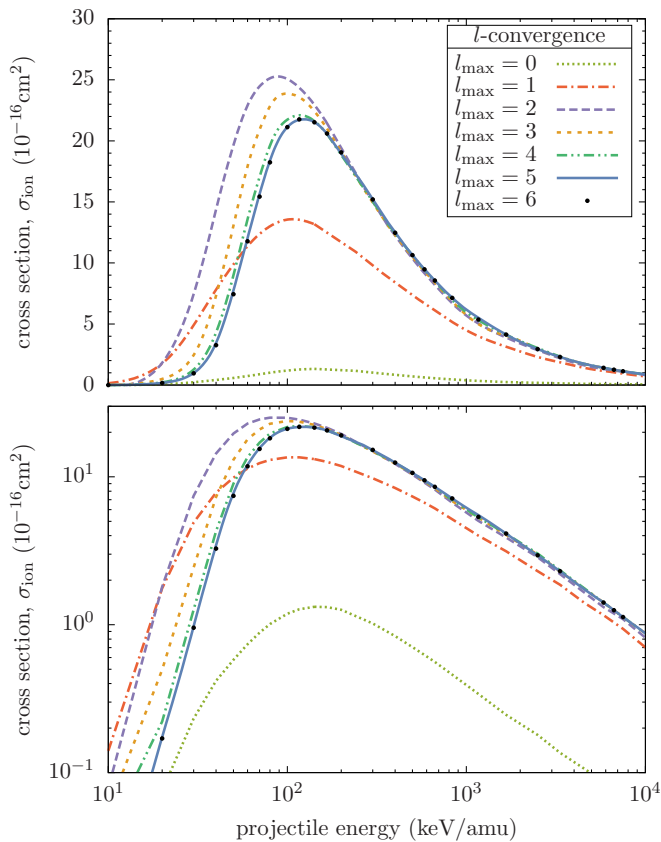 30
25
20
15
10
5
0
cross section, σion (10−16cm2)
l-convergence
lmax = 0
lmax = 1
lmax = 2
lmax = 3
lmax = 4
lmax = 5
lmax = 6
101
100
10−1
cross section, σion (10−16cm2)
101 102 103 104
projectile energy (keV/amu)